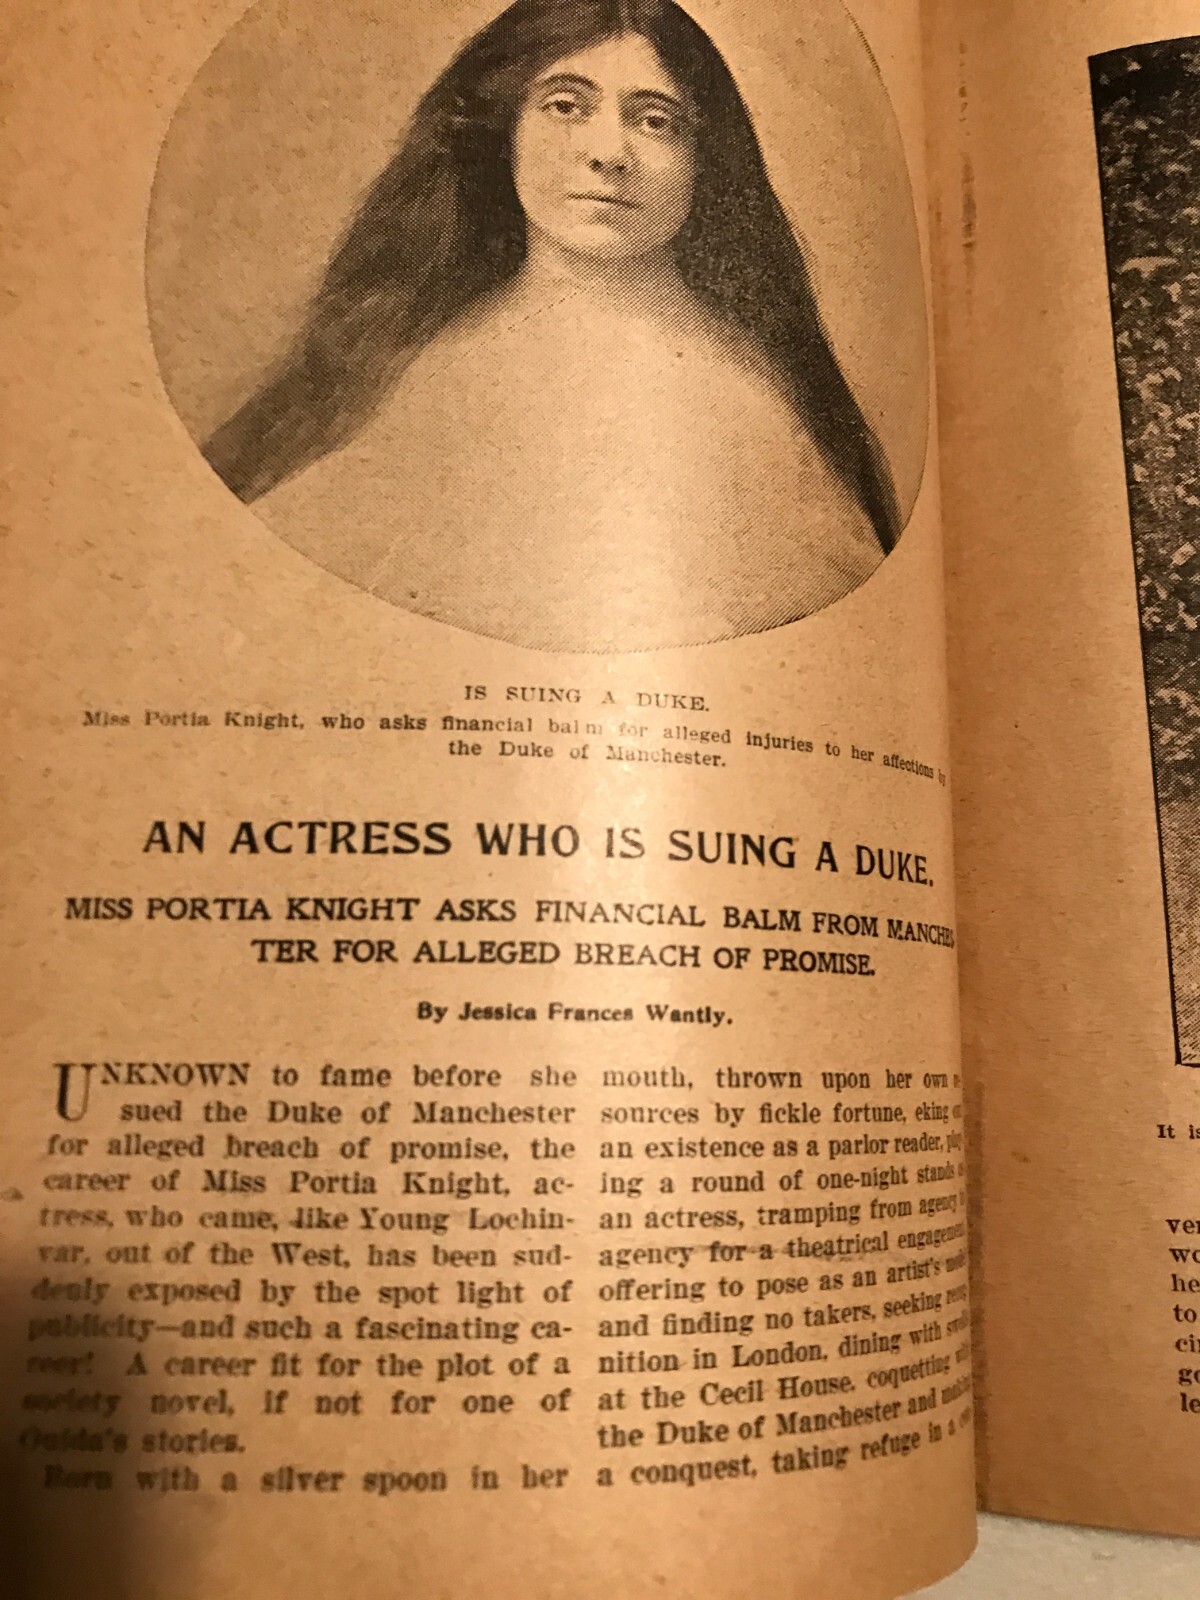 IS SUING A DUKE.
Miss Portia Knight, who asks financial balm for alleged injuries to her affections by
the Duke of Manchester.
AN ACTRESS WHO IS SUING A DUKE.
MISS PORTIA KNIGHT ASKS FINANCIAL BALM FROM MANCHES
TER FOR ALLEGED BREACH OF PROMISE.
By Jessica Frances Wantly.
UNKNOWN to fame before she
sued the Duke of Manchester
for alleged breach of promise, the
career of Miss Portia Knight, ac-
tress, who came, like Young Lochin-
var, out of the West, has been sud-
denly exposed by the spot light of
publicity—and such a fascinating ca-
reer! A career fit for the plot of a
society novel, if not for one of
Ouida's stories.
Born with a silver spoon in her
mouth, thrown upon her own
sources by fickle fortune, eking
an existence as a parlor reader,
ing a round of one-night stands
an actress, tramping from agency
agency for a theatrical engagement
offering to pose as an artist's
and finding no takers, seeking
nition in London, dining with
at the Cecil House, coquetting
the Duke of Manchester and
a conquest, taking refuge in a
It is
ver
wo
he
to
cir
go
le